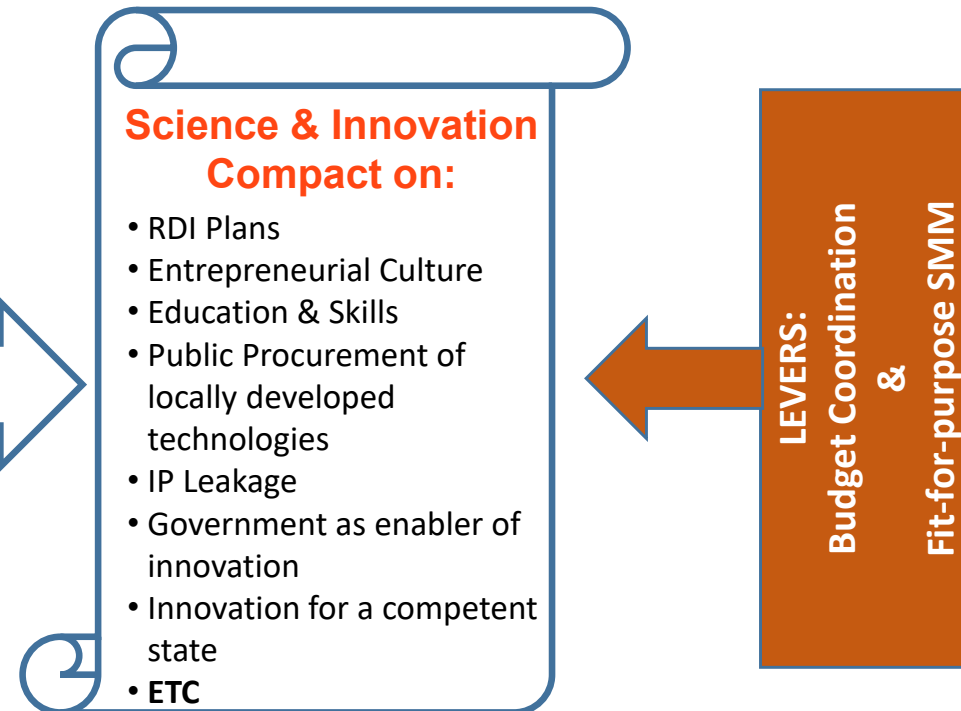 Science & Innovation
Compact on:
• RDI Plans
• Entrepreneurial Culture
• Education & Skills
• Public Procurement of
locally developed
technologies
• IP Leakage
• Government as enabler of
innovation
• Innovation for a competent
state
• ETC
LEVERS:
Budget Coordination
&
Fit-for-purpose SMM